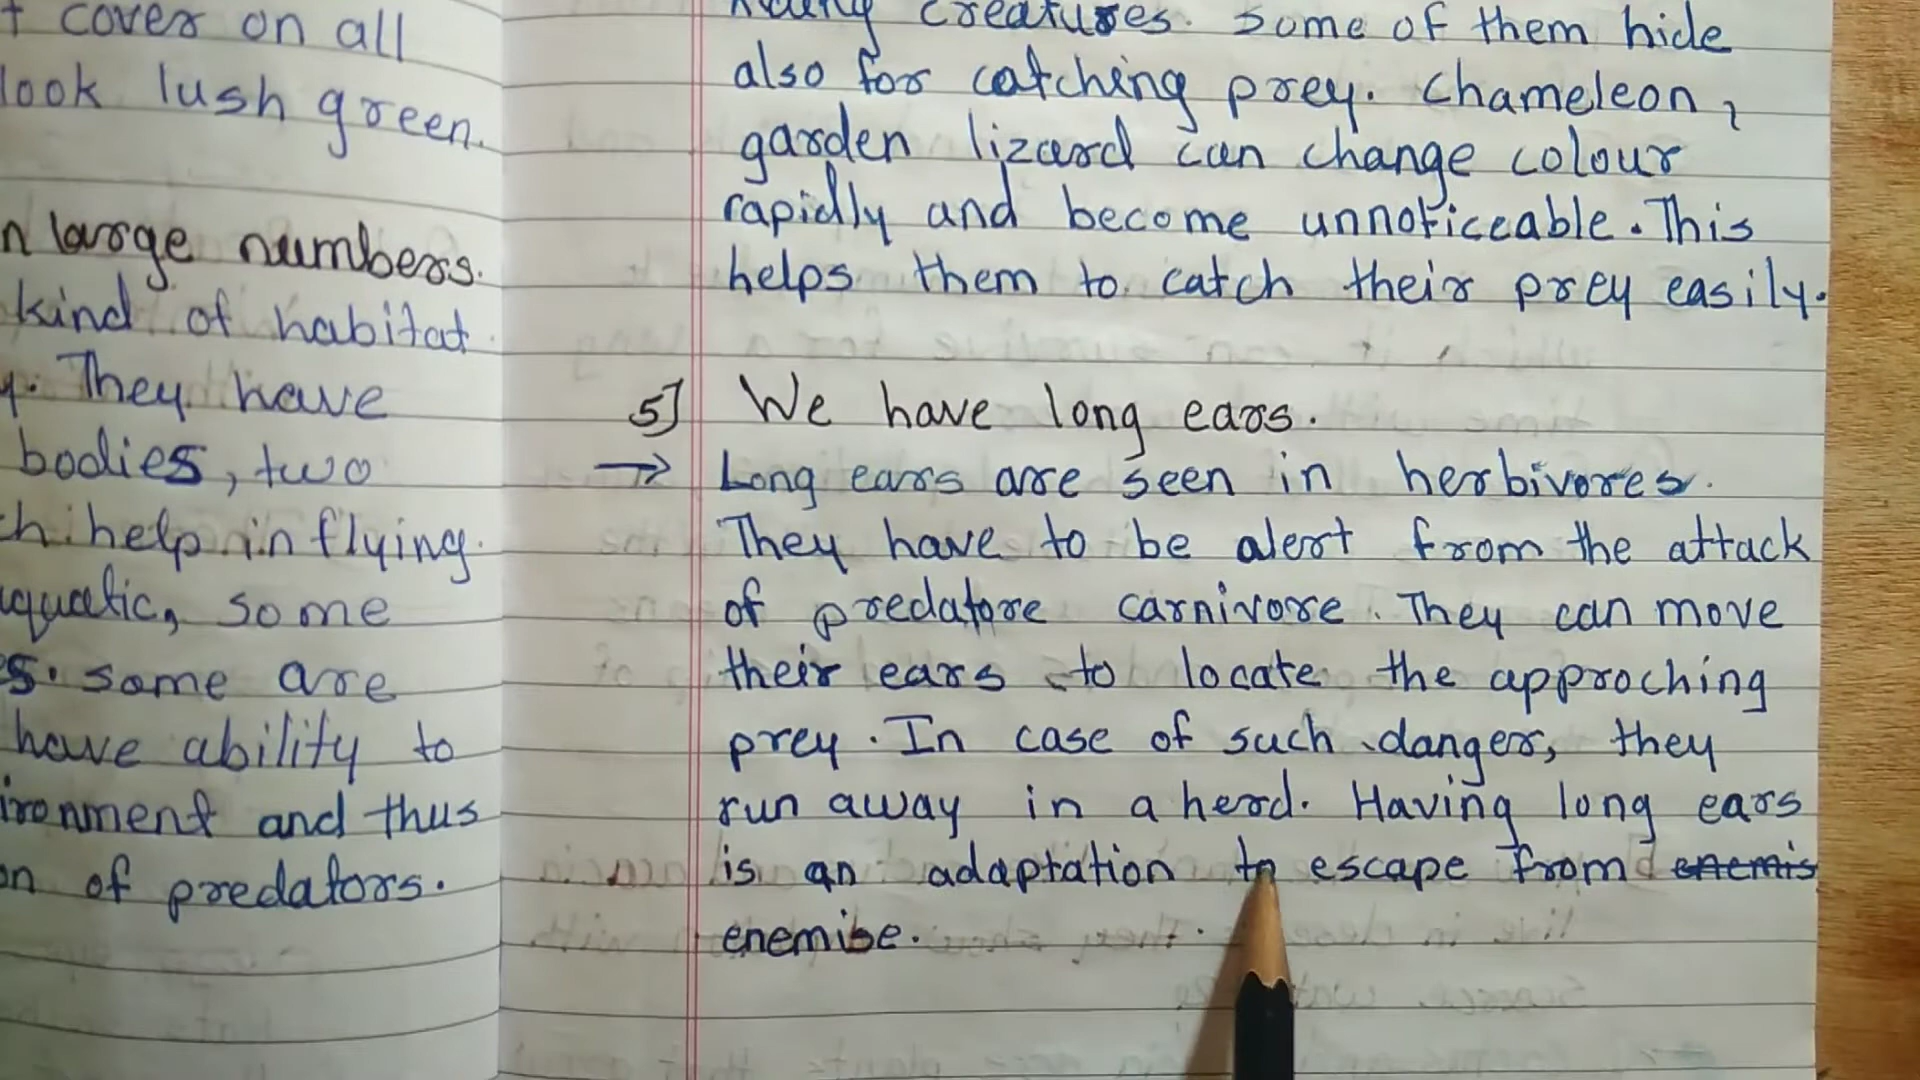 cover on all
look lush green.
n large numbers.
kind of habitat
y. They have
bodies, two
ch help in flying.
aquatic, some
s. some are
have ability to
ironment and thus
on of predators.
creatures. Some of them hide
also for catching prey. Chameleon,
garden lizard can change colour
rapidly and become unnoticeable. This
helps them to catch their prey easily.
5] We have long ears.
→ Long ears are seen in herbivores.
They have to be alert from the attack
of predatore carnivore. They can move
their ears to locate the approching
prey. In case of such danger, they
run away in a herd. Having long ears
is an adaptation to escape from enemis
enemise.